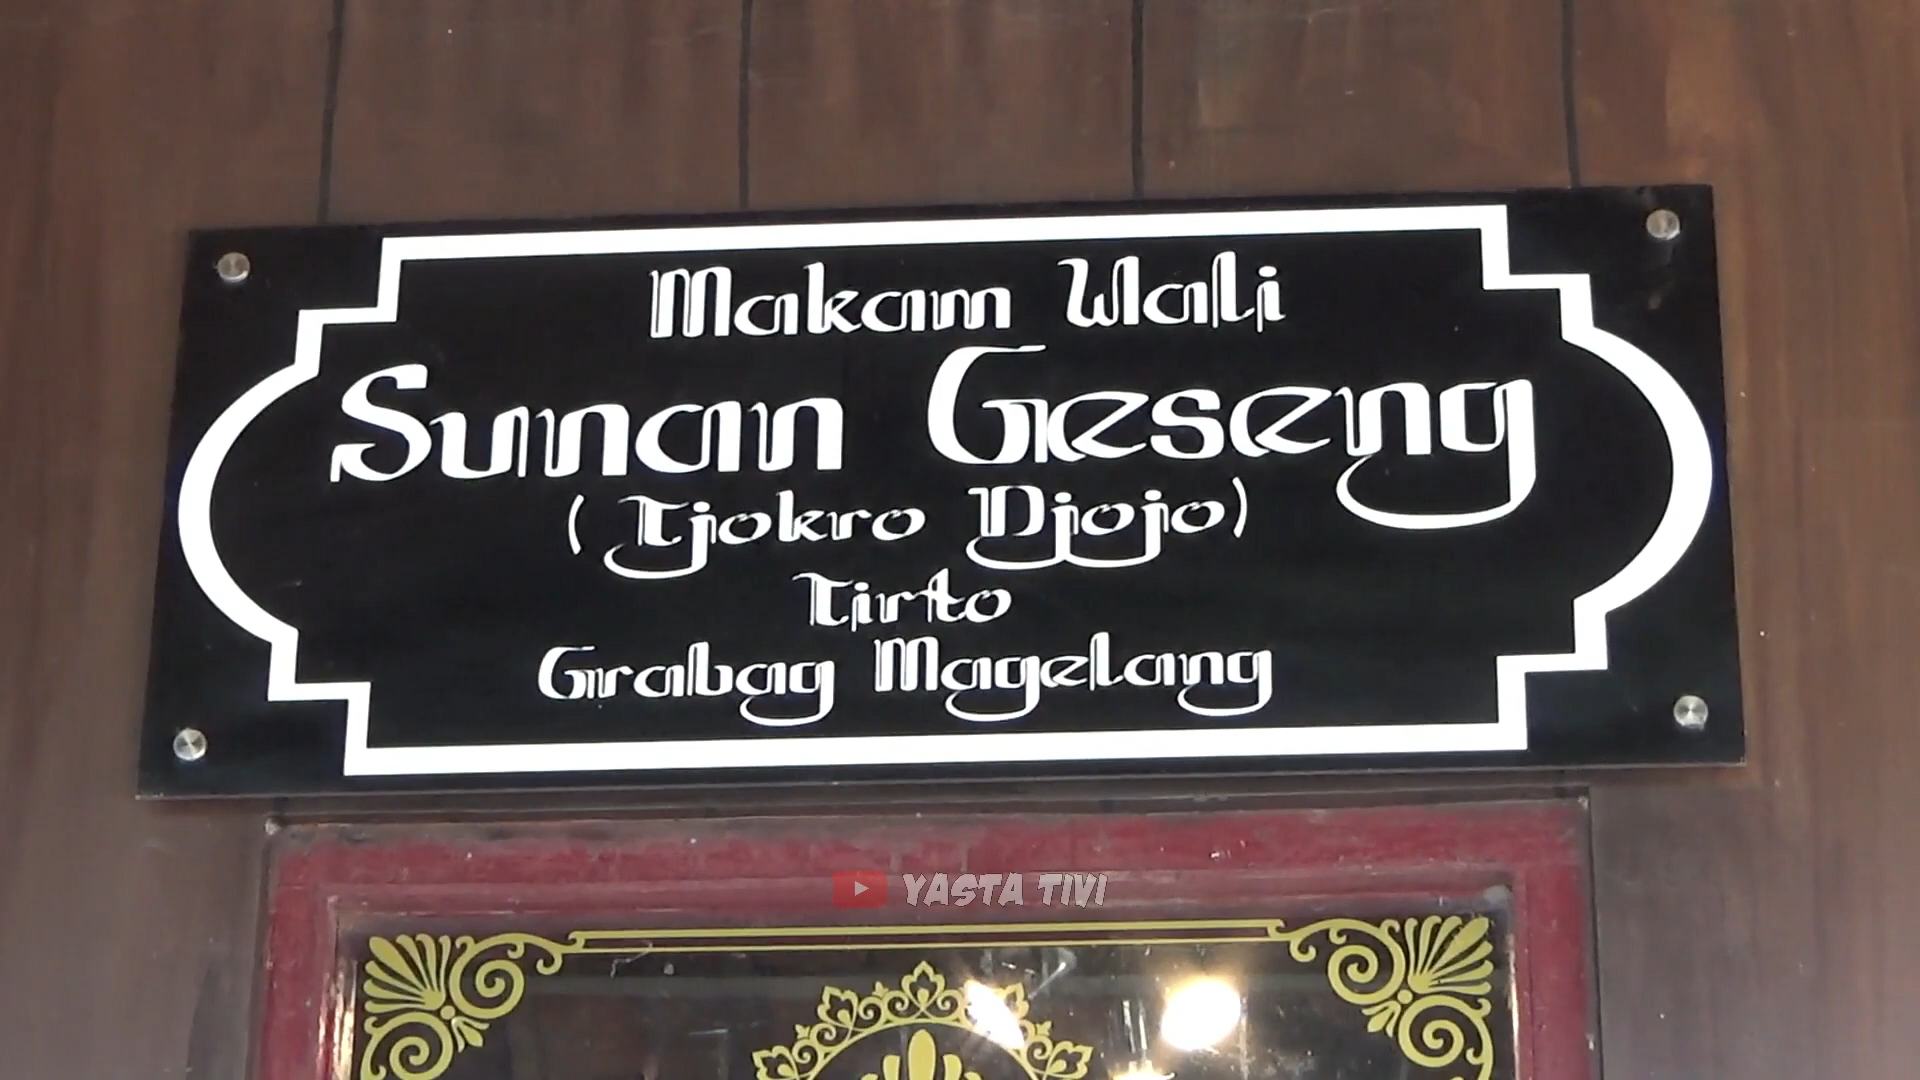 Makam Wali
Sunan Geseng
( Tjokro Djojo)
Tirto
Grabag Magelang
YASTA TIVI